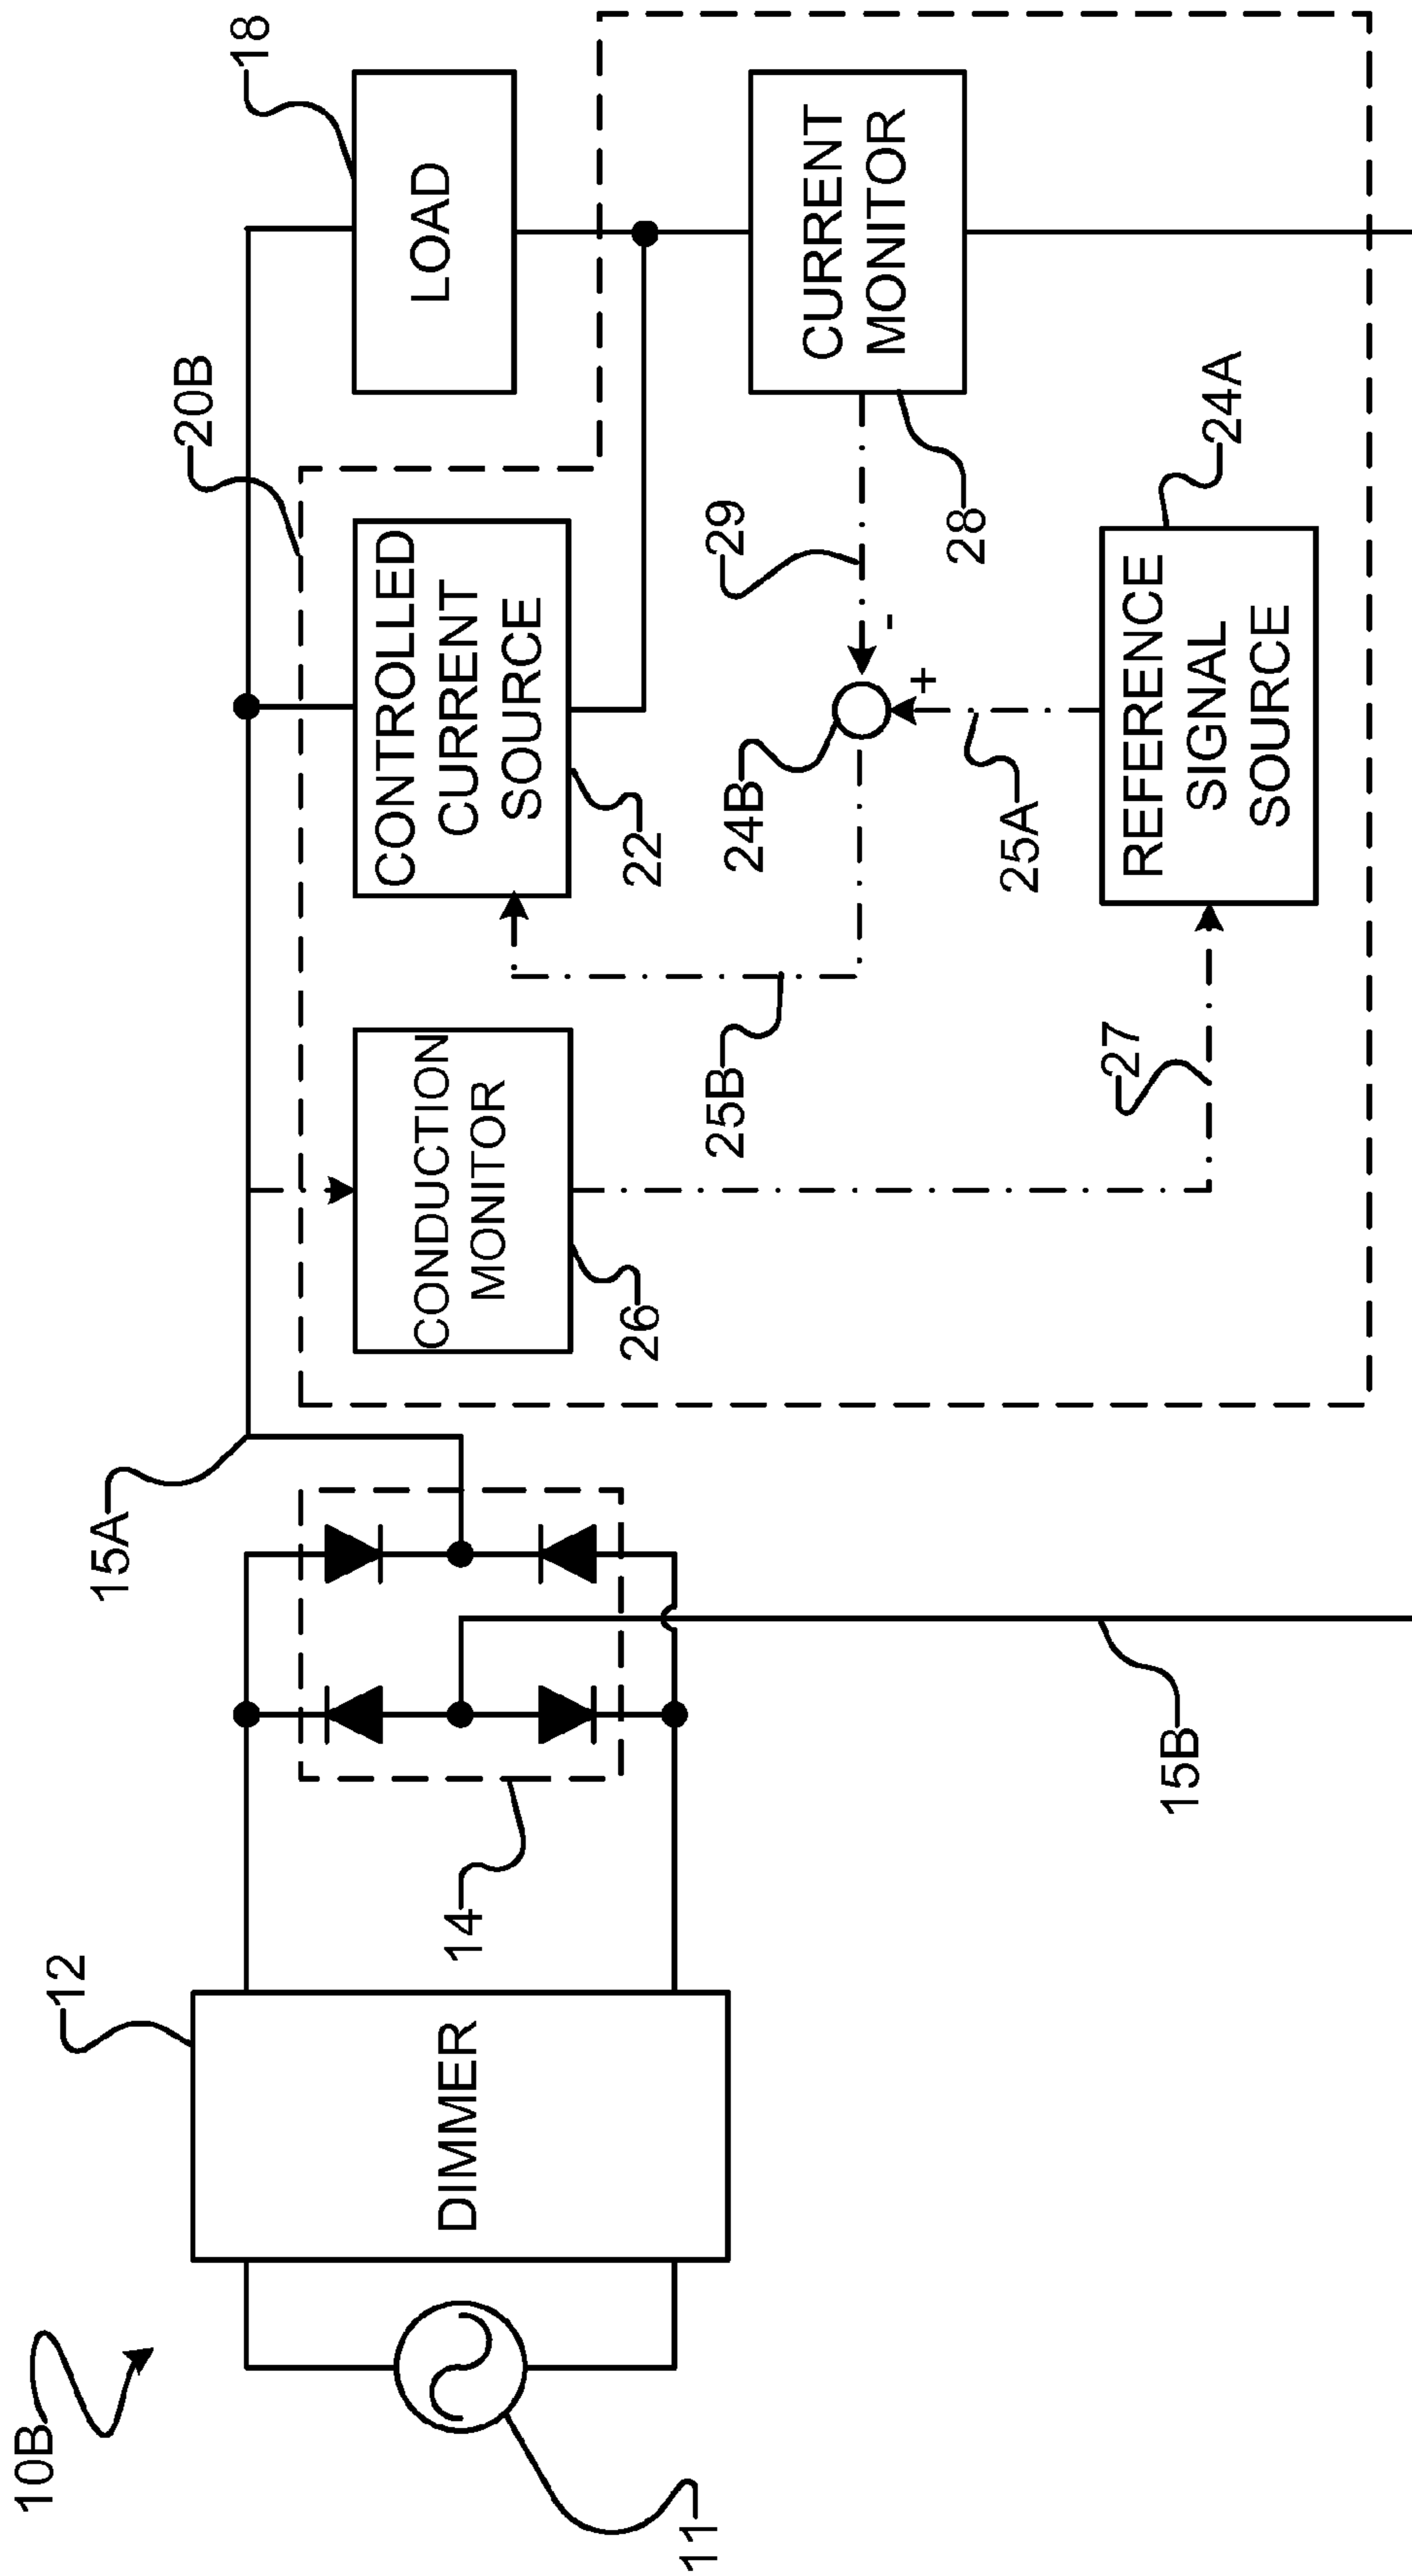 10B
11
12
DIMMER
14
15A
15B
20B
18
LOAD
CONTROLLED
CURRENT
SOURCE
22
CONDUCTION
MONITOR
26
CURRENT
MONITOR
28
29
-
+
24B
25A
25B
27
24A
REFERENCE
SIGNAL
SOURCE